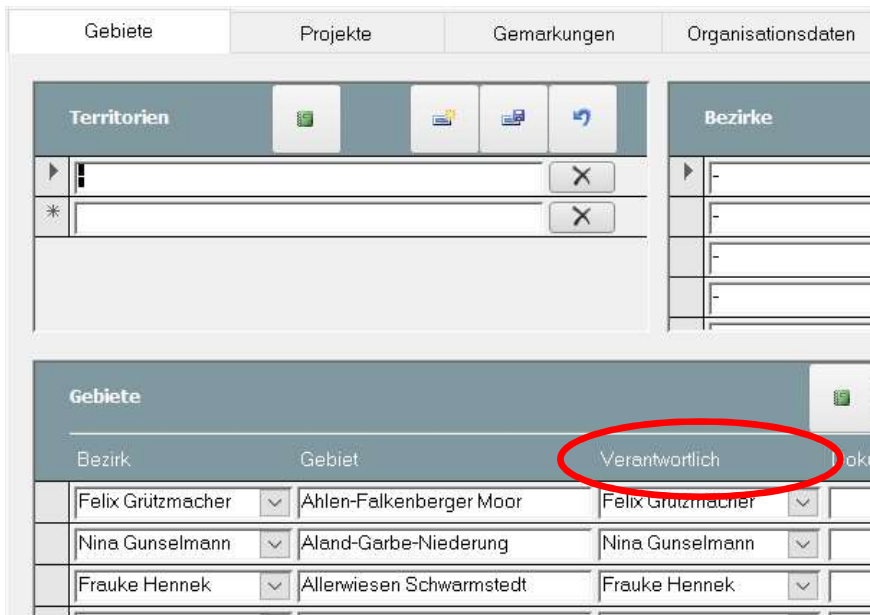 Gebiete Projekte Gemarkungen Organisationsdaten
Territorien Bezirke
- -
-
-
-
Gebiete
Bezirk Gebiet Verantwortlich
Felix Grützmacher Ahlen-Falkenberger Moor Felix Grützmacher
Nina Gunselmann Aland-Garbe-Niederung Nina Gunselmann
Frauke Hennek Allerwiesen Schwarmstedt Frauke Hennek